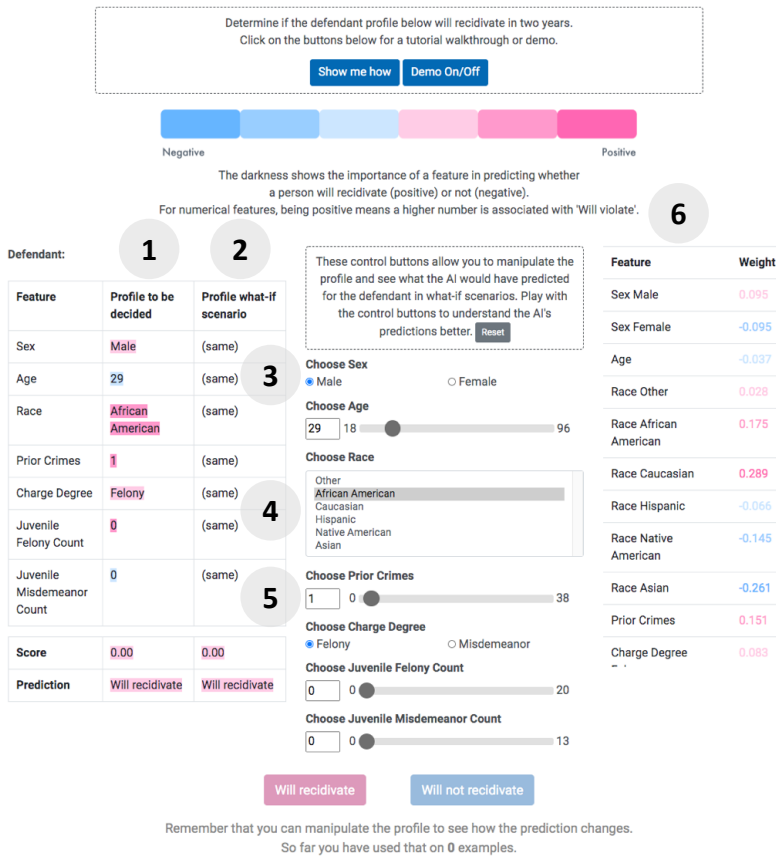 Determine if the defendant profile below will recidivate in two years.
Click on the buttons below for a tutorial walkthrough or demo.
Show me how
Demo On/Off
Negative
Positive
The darkness shows the importance of a feature in predicting whether
a person will recidivate (positive) or not (negative).
For numerical features, being positive means a higher number is associated with 'Will violate'.
6
Defendant:
1
2
Feature
Profile to be decided
Profile what-if scenario
Sex
Male
(same)
Age
29
(same)
Race
African American
(same)
Prior Crimes
1
(same)
Charge Degree
Felony
(same)
Juvenile Felony Count
0
(same)
Juvenile Misdemeanor Count
0
(same)
Score
0.00
0.00
Prediction
Will recidivate
Will recidivate
These control buttons allow you to manipulate the
profile and see what the AI would have predicted
for the defendant in what-if scenarios. Play with
the control buttons to understand the AI's
predictions better. Reset
3
Choose Sex
Male
Female
Choose Age
29
18
96
Choose Race
Other
African American
Caucasian
Hispanic
Native American
Asian
4
5
Choose Prior Crimes
1
0
38
Choose Charge Degree
Felony
Misdemeanor
Choose Juvenile Felony Count
0
0
20
Choose Juvenile Misdemeanor Count
0
0
13
Feature
Weight
Sex Male
0.095
Sex Female
-0.095
Age
-0.037
Race Other
0.028
Race African American
0.175
Race Caucasian
0.289
Race Hispanic
-0.066
Race Native American
-0.145
Race Asian
-0.261
Prior Crimes
0.151
Charge Degree
0.083
Will recidivate
Will not recidivate
Remember that you can manipulate the profile to see how the prediction changes.
So far you have used that on 0 examples.